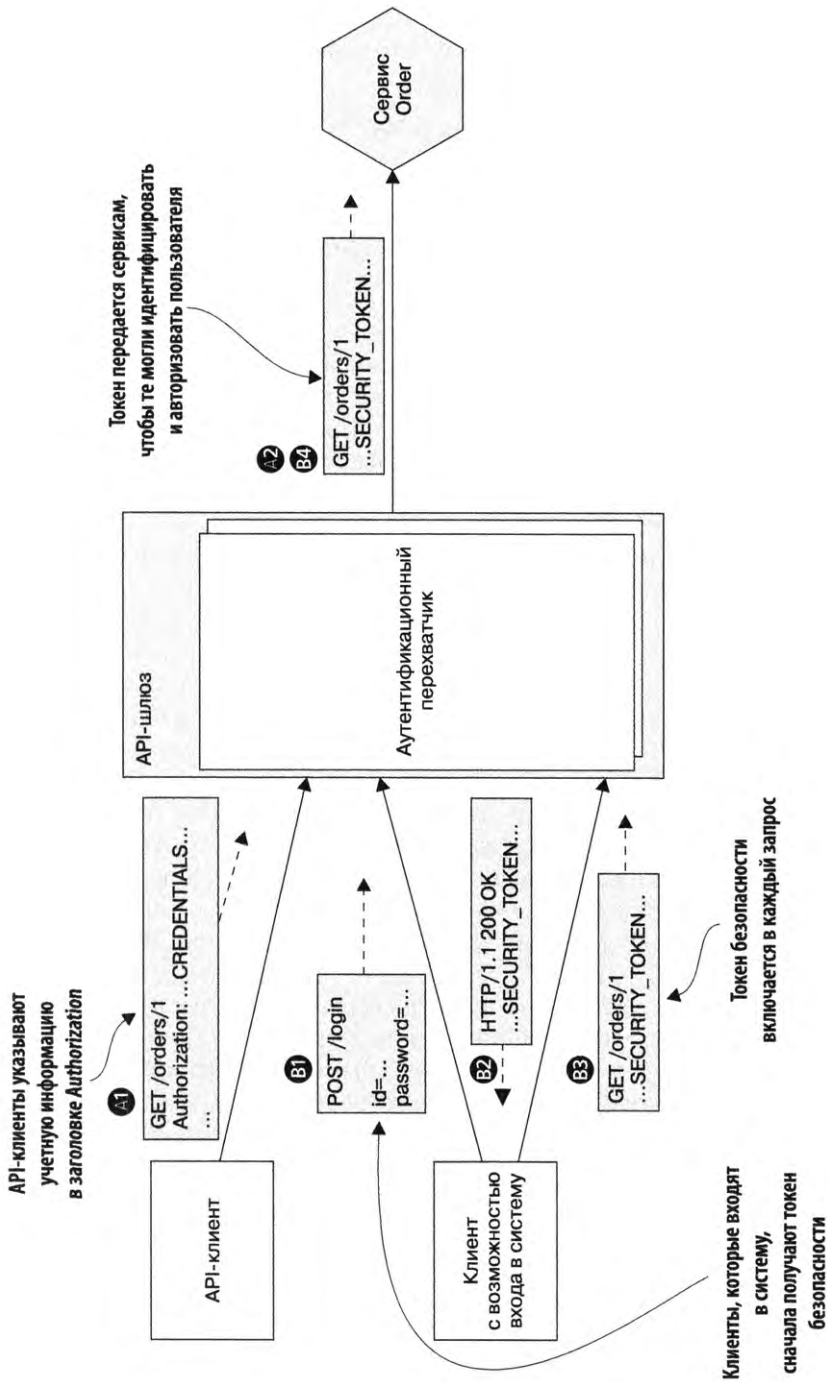 API-клиенты указывают
учетную информацию
в заголовке Authorization
A1
GET /orders/1
Authorization: ...CREDENTIALS...
...
API-клиент
B1
POST /login
id=...
password=...
Клиент
с возможностью
входа в систему
B2
HTTP/1.1 200 OK
...SECURITY_TOKEN...
B3
GET /orders/1
...SECURITY_TOKEN...
Клиенты, которые входят
в систему,
сначала получают токен
безопасности
Токен безопасности
включается в каждый запрос
API-шлюз
Аутентификационный
перехватчик
Токен передается сервисам,
чтобы те могли идентифицировать
и авторизовать пользователя
A2
B4
GET /orders/1
....SECURITY_TOKEN...
Сервис
Order